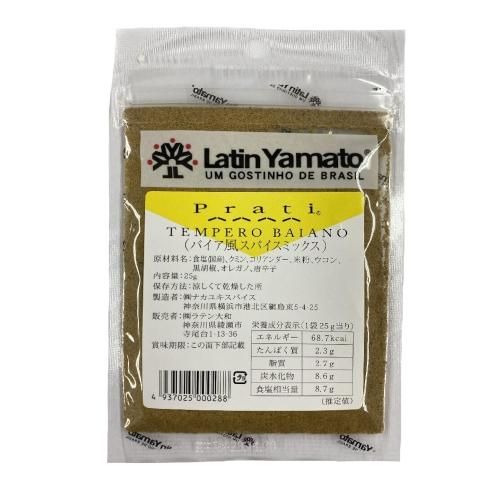 Latin Yamato®
UM GOSTINHO DE BRASIL
Prati®
TEMPERO BAIANO
(バイア風スパイスミックス)
原材料名:食塩(国産)、クミン、コリアンダー、米粉、ウコン、
黒胡椒、オレガノ、唐辛子
内容量:25g
保存方法:涼しくて乾燥した所
製造者:㈱ナカユキスパイス
神奈川県横浜市港北区綱島東5-4-25
販売者:㈱ラテン大和
神奈川県綾瀬市
寺尾台1-13-36
賞味期限:この面下部記載
栄養成分表示(1袋25g当り)
エネルギー 68.7kcal
たんぱく質 2.3g
脂質 2.7g
炭水化物 8.6g
食塩相当量 8.7g
(推定値)
4 937025 000288